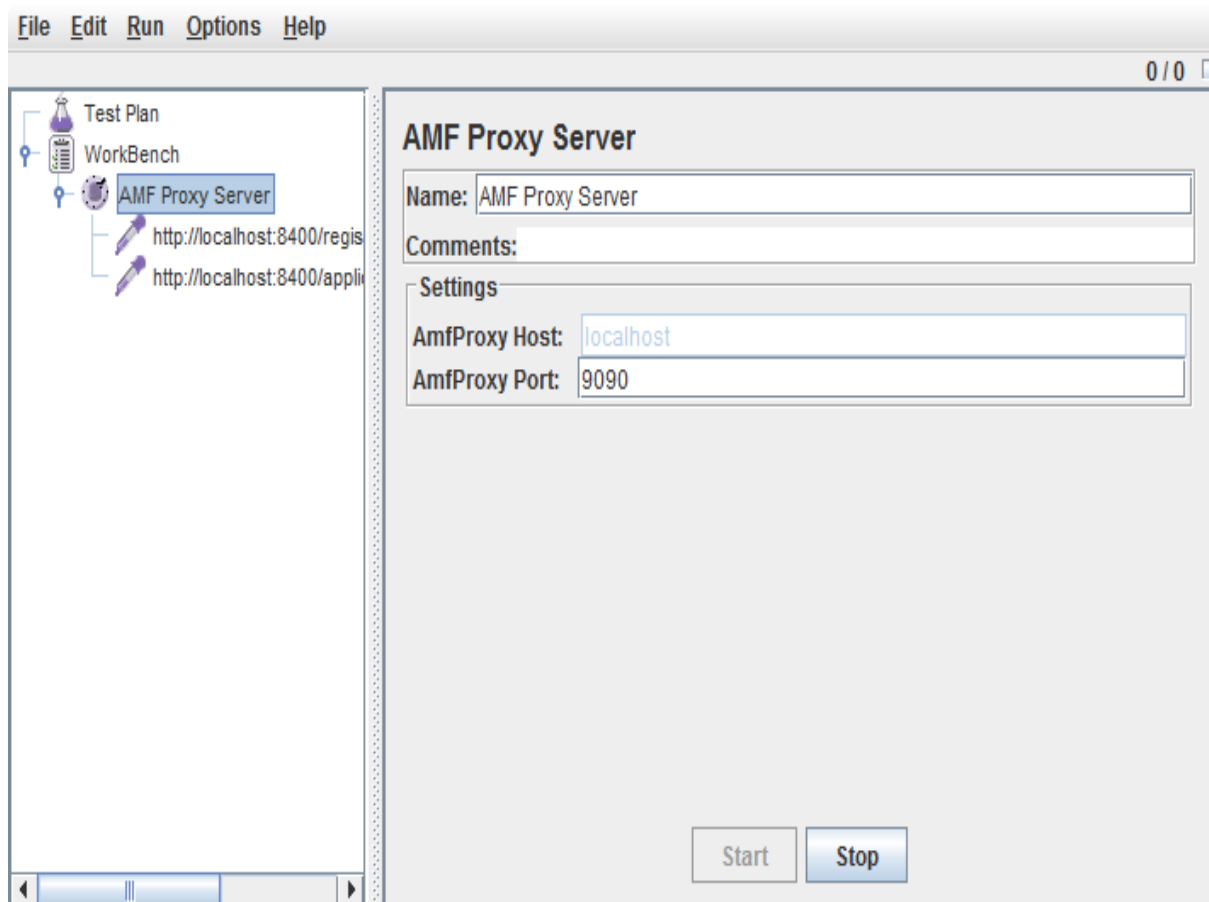 File Edit Run Options Help
0 / 0
Test Plan
WorkBench
AMF Proxy Server
http://localhost:8400/regis
http://localhost:8400/appli
AMF Proxy Server
Name: AMF Proxy Server
Comments:
Settings
AmfProxy Host: localhost
AmfProxy Port: 9090
Start Stop